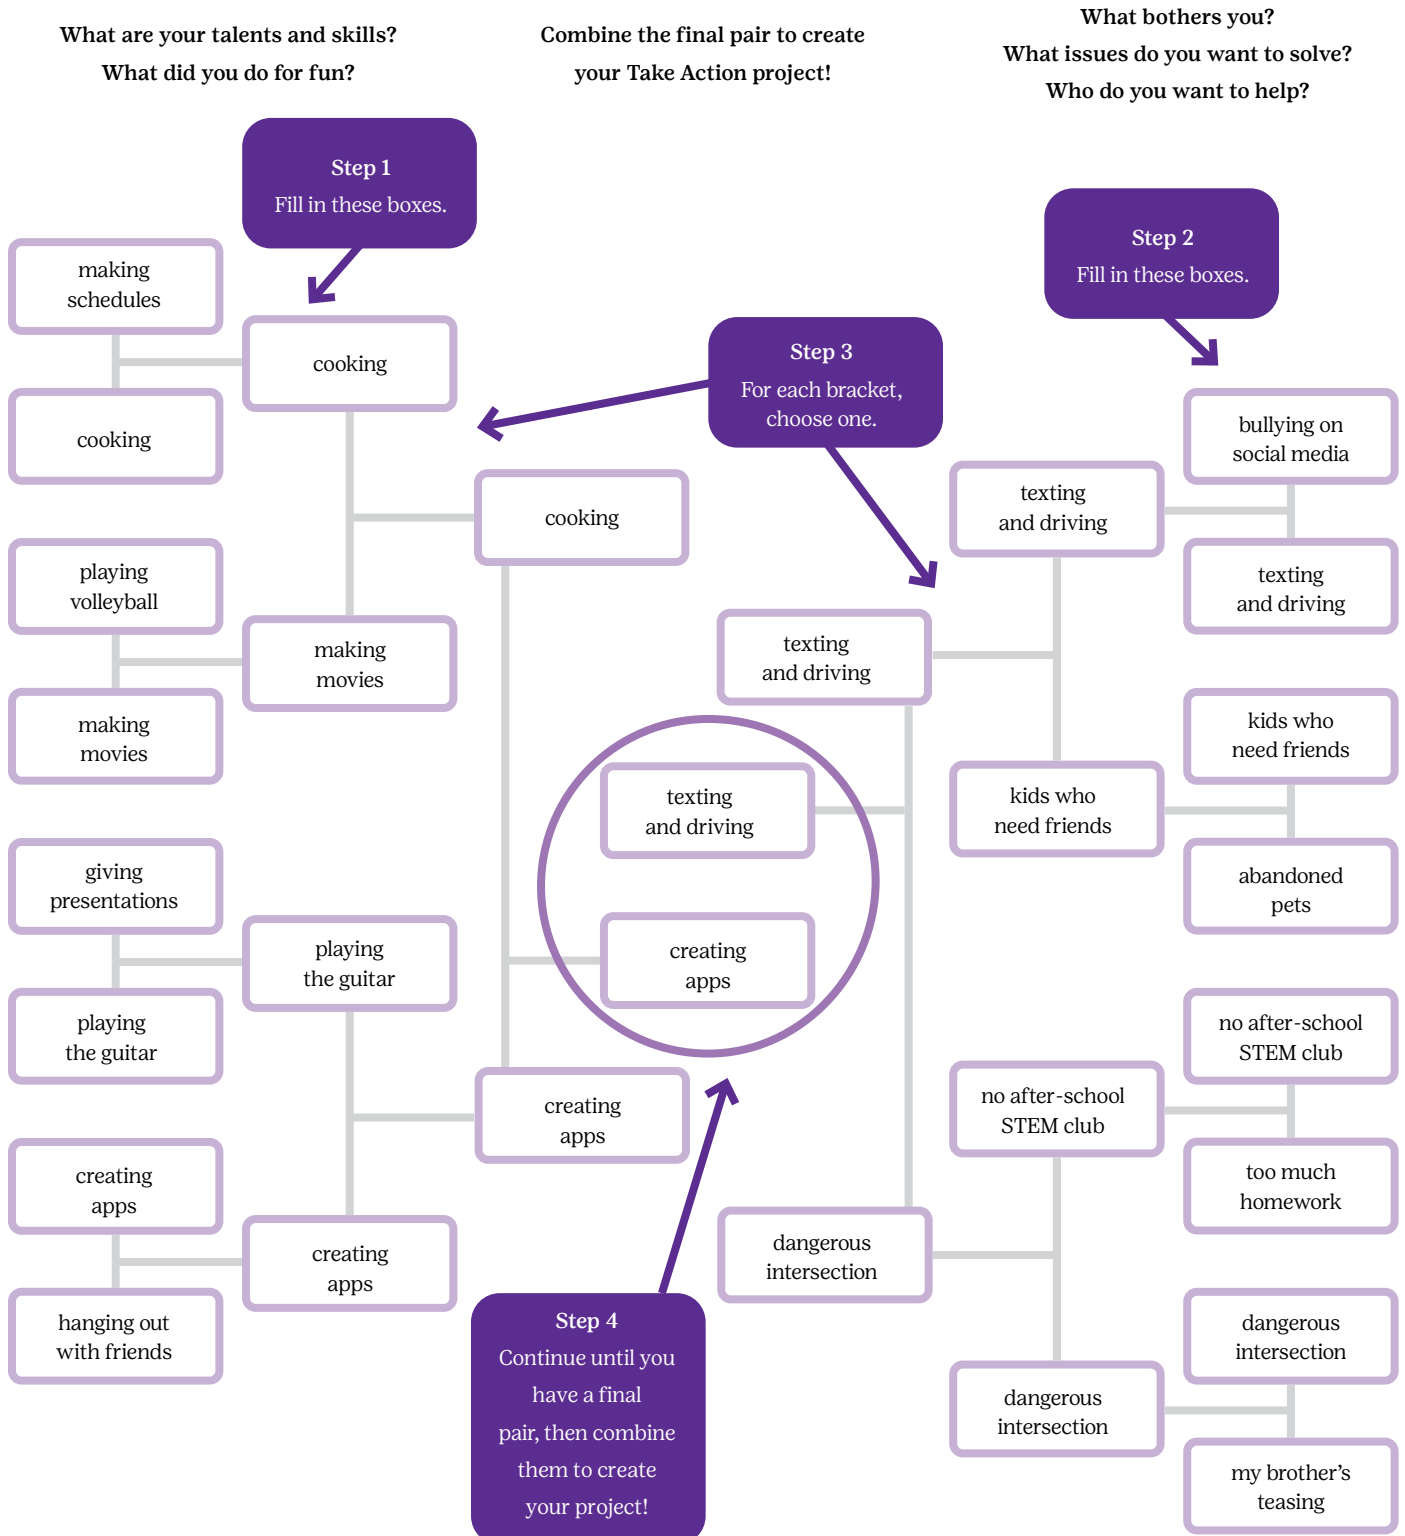 What are your talents and skills?
What did you do for fun?
Combine the final pair to create
your Take Action project!
What bothers you?
What issues do you want to solve?
Who do you want to help?
Step 1
Fill in these boxes.
making
schedules
cooking
cooking
playing
volleyball
making
movies
making
movies
cooking
giving
presentations
playing
the guitar
playing
the guitar
creating
apps
hanging out
with friends
creating
apps
creating
apps
Step 2
Fill in these boxes.
bullying on
social media
texting
and driving
texting
and driving
kids who
need friends
abandoned
pets
kids who
need friends
texting
and driving
no after-school
STEM club
too much
homework
no after-school
STEM club
dangerous
intersection
my brother’s
teasing
dangerous
intersection
dangerous
intersection
Step 3
For each bracket,
choose one.
texting
and driving
creating
apps
Step 4
Continue until you
have a final
pair, then combine
them to create
your project!